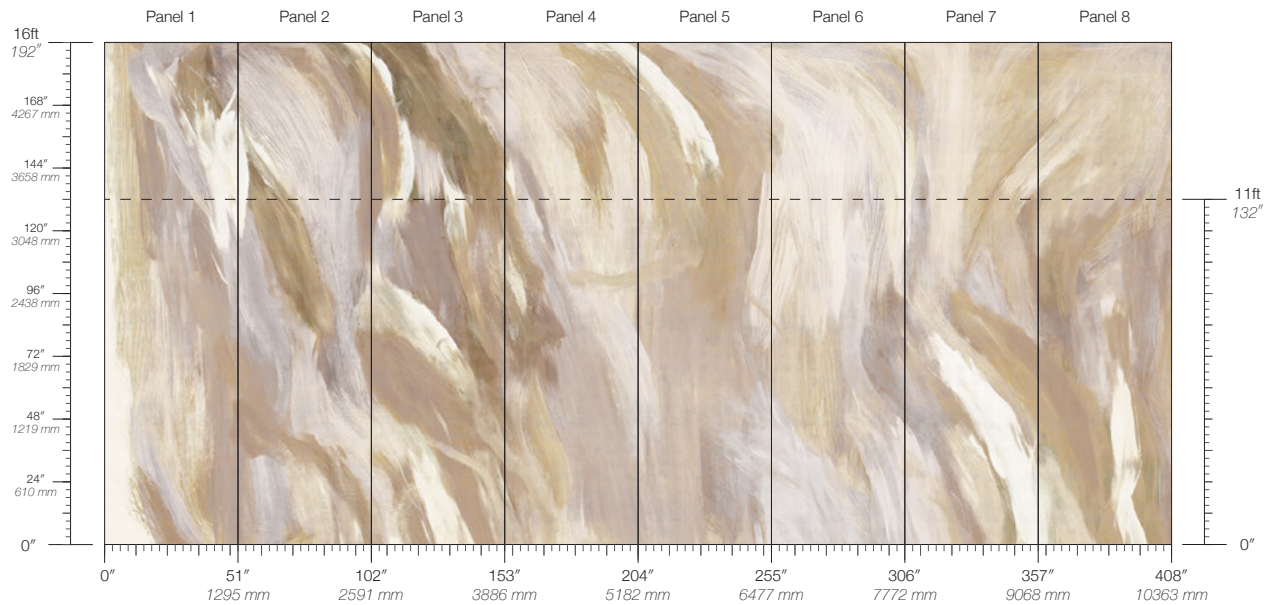 Panel 1 Panel 2 Panel 3 Panel 4 Panel 5 Panel 6 Panel 7 Panel 8
16ft
192″
168″
4267 mm
144″
3658 mm
11ft
132″
120″
3048 mm
96″
2438 mm
72″
1829 mm
48″
1219 mm
24″
610 mm
0″ 0″
0″ 51″ 102″ 153″ 204″ 255″ 306″ 357″ 408″
1295 mm 2591 mm 3886 mm 5182 mm 6477 mm 7772 mm 9068 mm 10363 mm